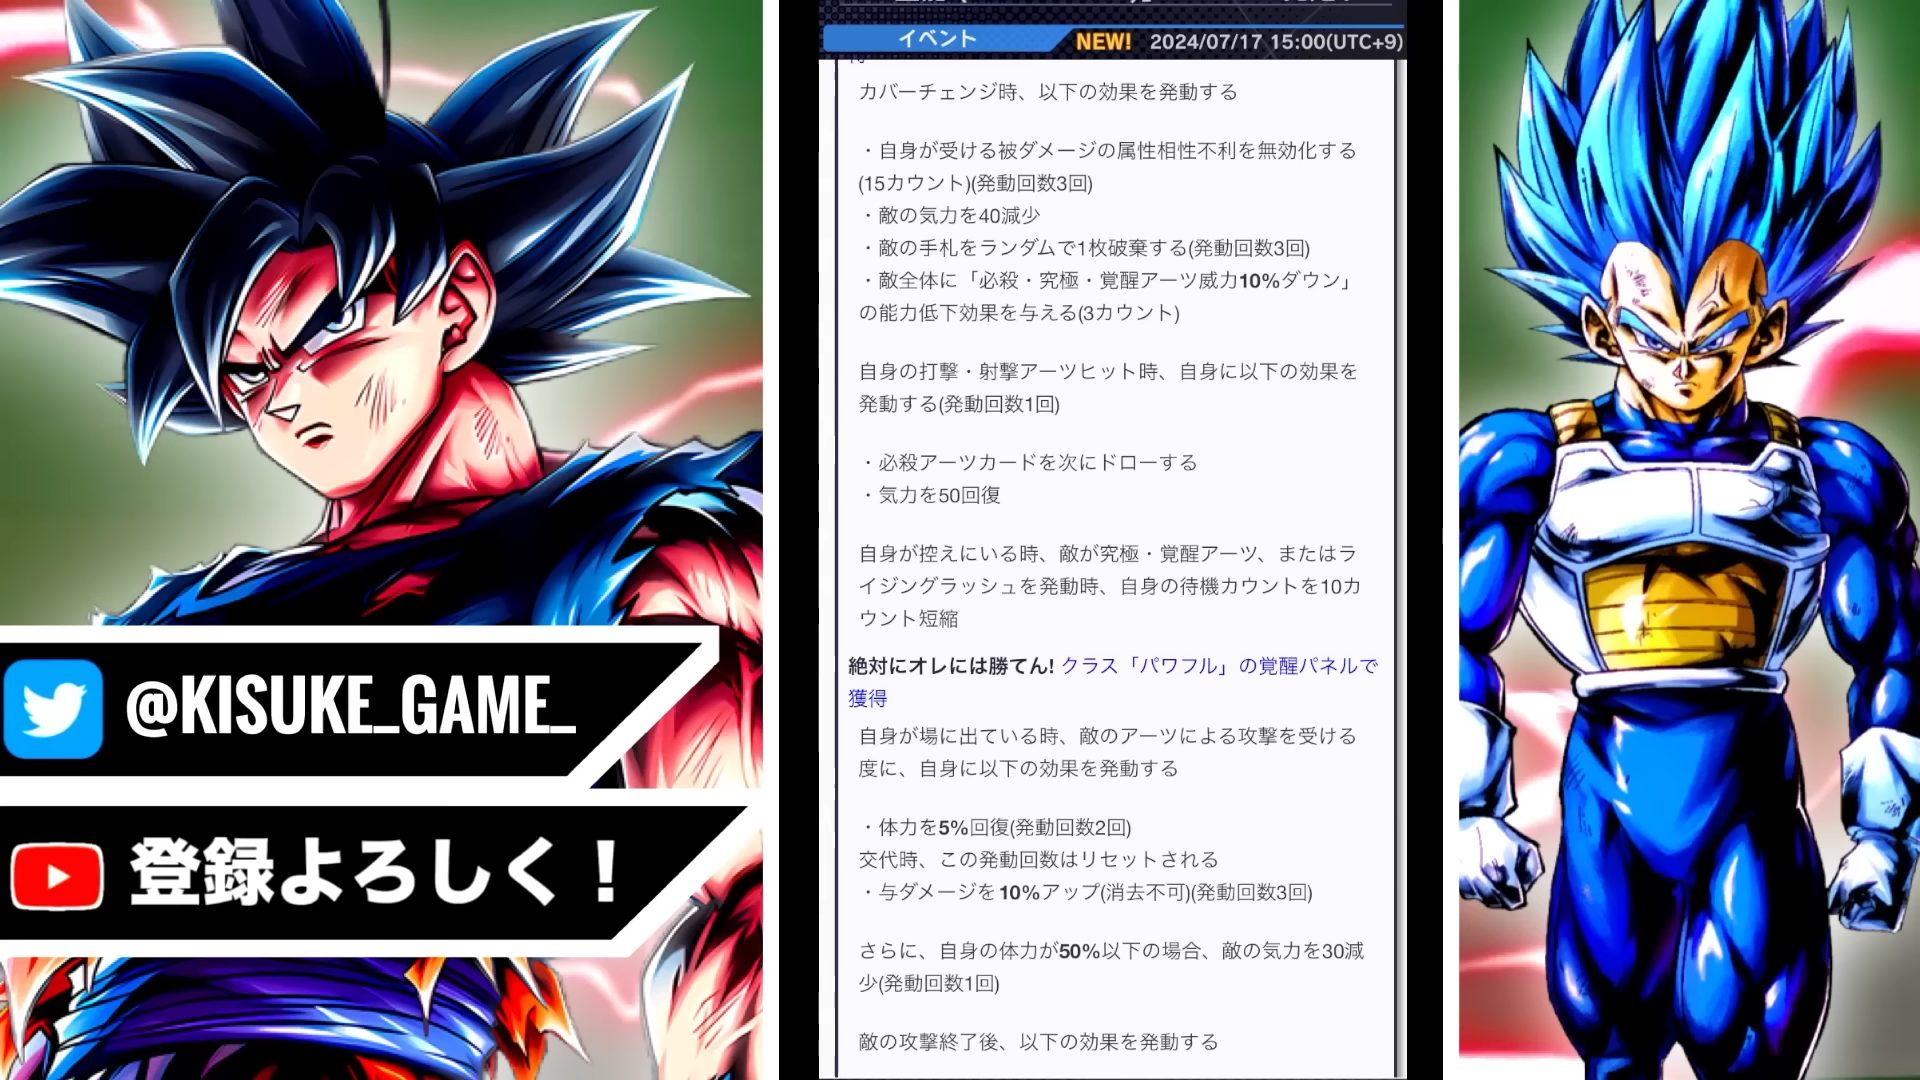 イベント
NEW! 2024/07/17 15:00(UTC+9)
カバーチェンジ時、以下の効果を発動する
・自身が受ける被ダメージの属性相性不利を無効化する
(15カウント)(発動回数3回)
・敵の気力を40減少
・敵の手札をランダムで1枚破棄する(発動回数3回)
・敵全体に「必殺・究極・覚醒アーツ威力10%ダウン」
の能力低下効果を与える(3カウント)
自身の打撃・射撃アーツヒット時、自身に以下の効果を
発動する(発動回数1回)
・必殺アーツカードを次にドローする
・気力を50回復
自身が控えにいる時、敵が究極・覚醒アーツ、またはラ
イジングラッシュを発動時、自身の待機カウントを10カ
ウント短縮
絶対にオレには勝てん! クラス「パワフル」の覚醒パネルで
獲得
自身が場に出ている時、敵のアーツによる攻撃を受ける
度に、自身に以下の効果を発動する
・体力を5%回復(発動回数2回)
交代時、この発動回数はリセットされる
・与ダメージを10%アップ(消去不可)(発動回数3回)
さらに、自身の体力が50%以下の場合、敵の気力を30減
少(発動回数1回)
敵の攻撃終了後、以下の効果を発動する
@KISUKE_GAME_
登録よろしく！